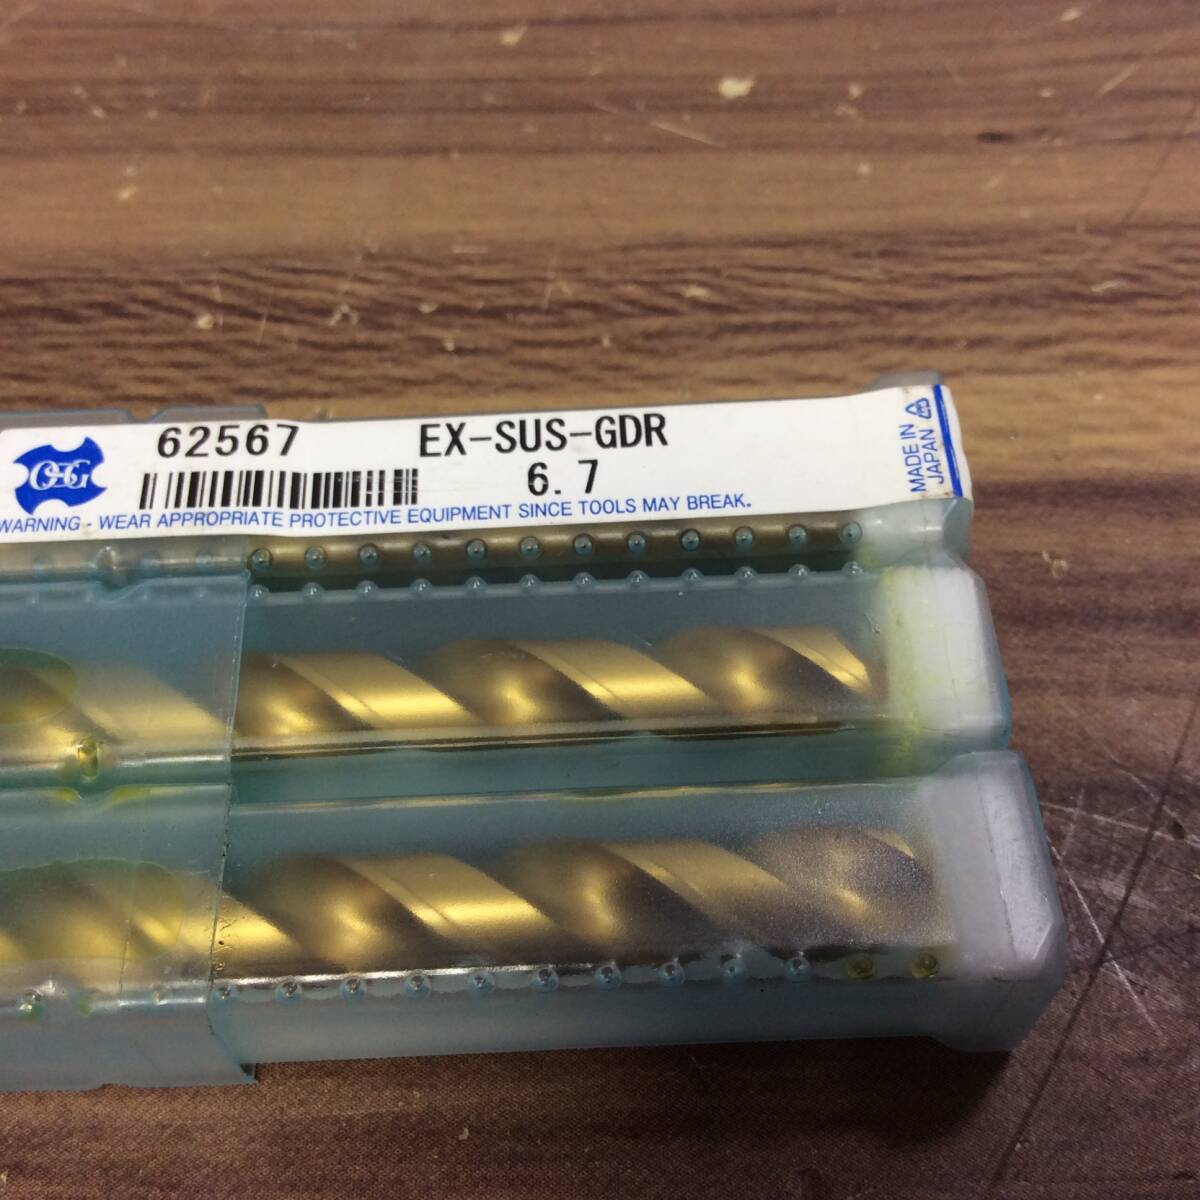 OSG
62567 EX-SUS-GDR
6.7
WARNING - WEAR APPROPRIATE PROTECTIVE EQUIPMENT SINCE TOOLS MAY BREAK.
MADE IN
JAPAN